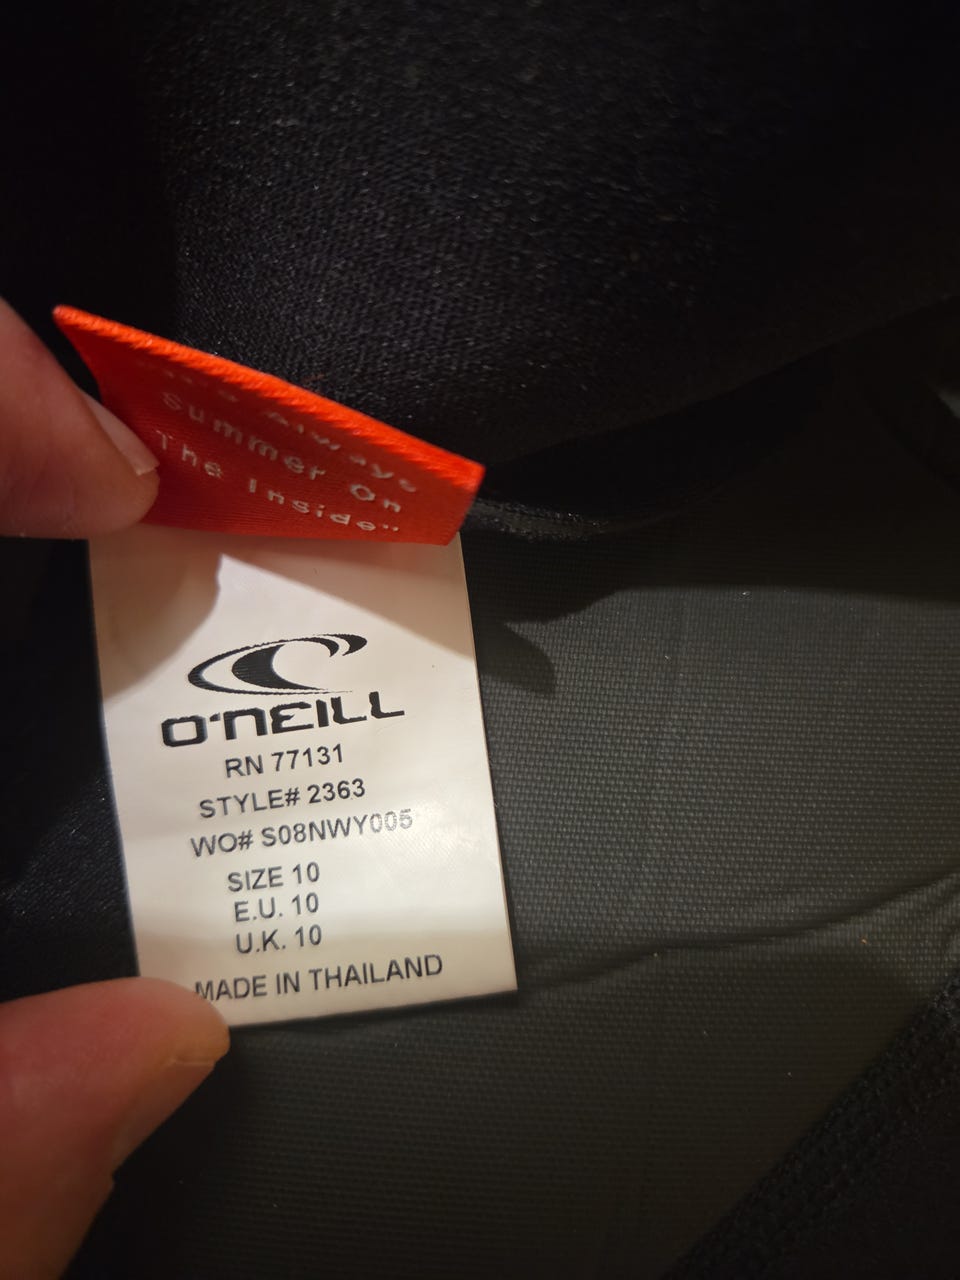 Always
Summer On
The Inside"
O'NEILL
RN 77131
STYLE# 2363
WO# S08NWY005
SIZE 10
E.U. 10
U.K. 10
MADE IN THAILAND